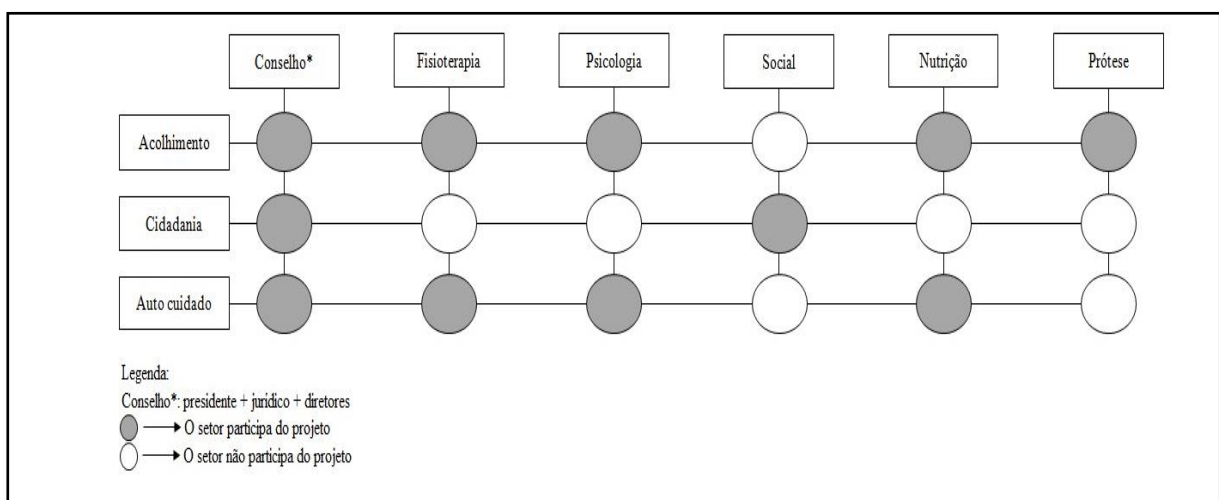 Conselho*
Fisioterapia
Psicologia
Social
Nutrição
Prótese
Acolhimento
Cidadania
Auto cuidado
Legenda:
Conselho*: presidente + jurídico + diretores
O setor participa do projeto
O setor não participa do projeto